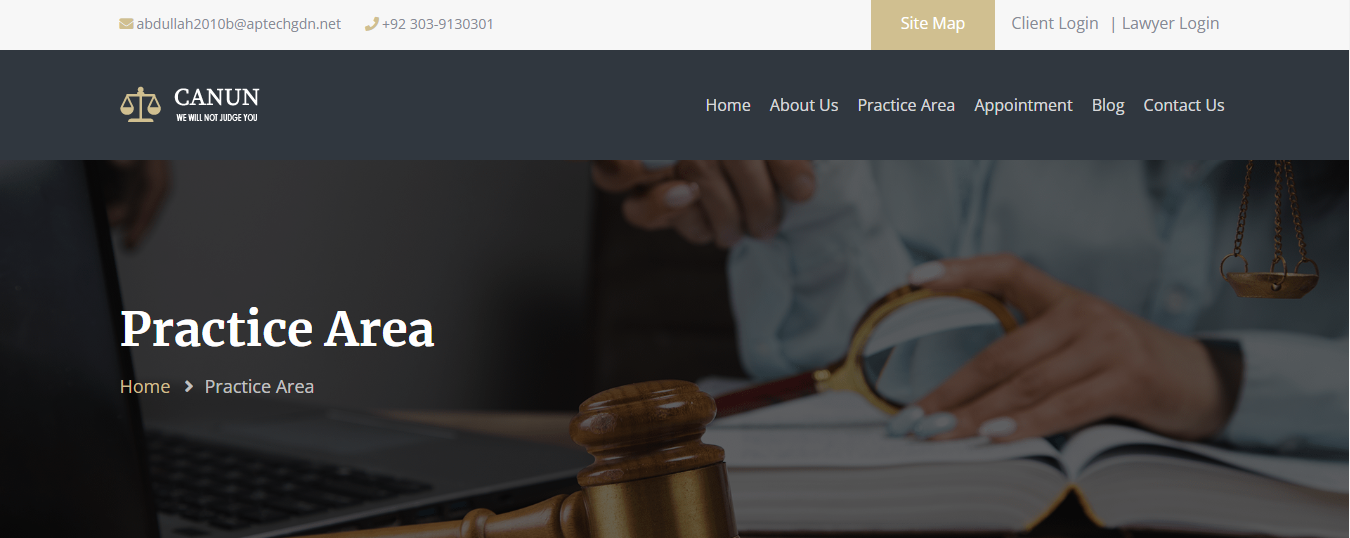 abdullah2010b@aptechgdn.net +92 303-9130301 Site Map Client Login | Lawyer Login
CANUN
WE WILL NOT JUDGE YOU
Home About Us Practice Area Appointment Blog Contact Us
Practice Area
Home > Practice Area